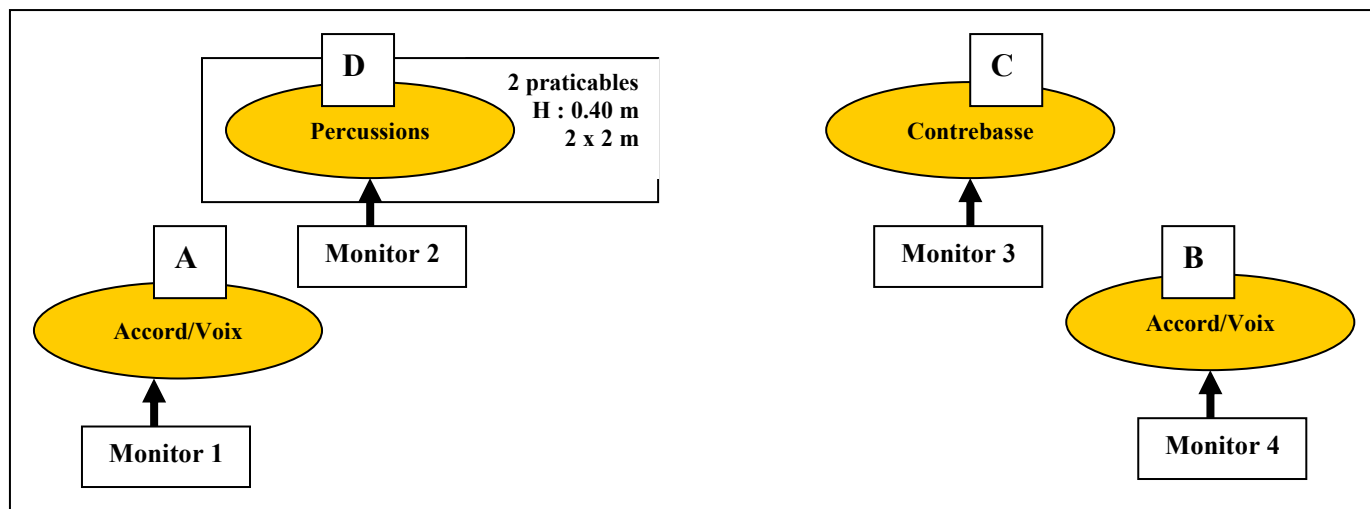 D
2 praticables
H : 0.40 m
2 x 2 m
Percussions
C
Contrebasse
Monitor 2
Monitor 3
A
Accord/Voix
B
Accord/Voix
Monitor 1
Monitor 4